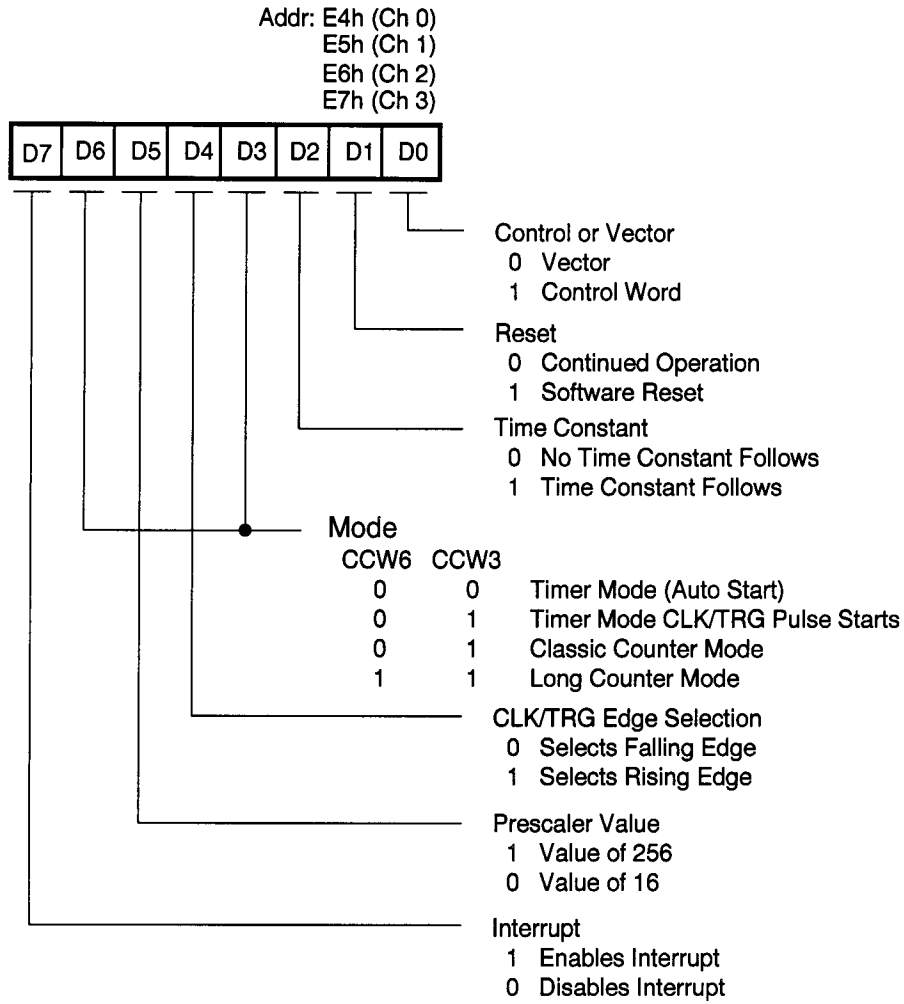 Addr: E4h (Ch 0)
E5h (Ch 1)
E6h (Ch 2)
E7h (Ch 3)
D7 D6 D5 D4 D3 D2 D1 D0
Control or Vector
0 Vector
1 Control Word
Reset
0 Continued Operation
1 Software Reset
Time Constant
0 No Time Constant Follows
1 Time Constant Follows
Mode
CCW6 CCW3
0 0 Timer Mode (Auto Start)
0 1 Timer Mode CLK/TRG Pulse Starts
0 1 Classic Counter Mode
1 1 Long Counter Mode
CLK/TRG Edge Selection
0 Selects Falling Edge
1 Selects Rising Edge
Prescaler Value
1 Value of 256
0 Value of 16
Interrupt
1 Enables Interrupt
0 Disables Interrupt